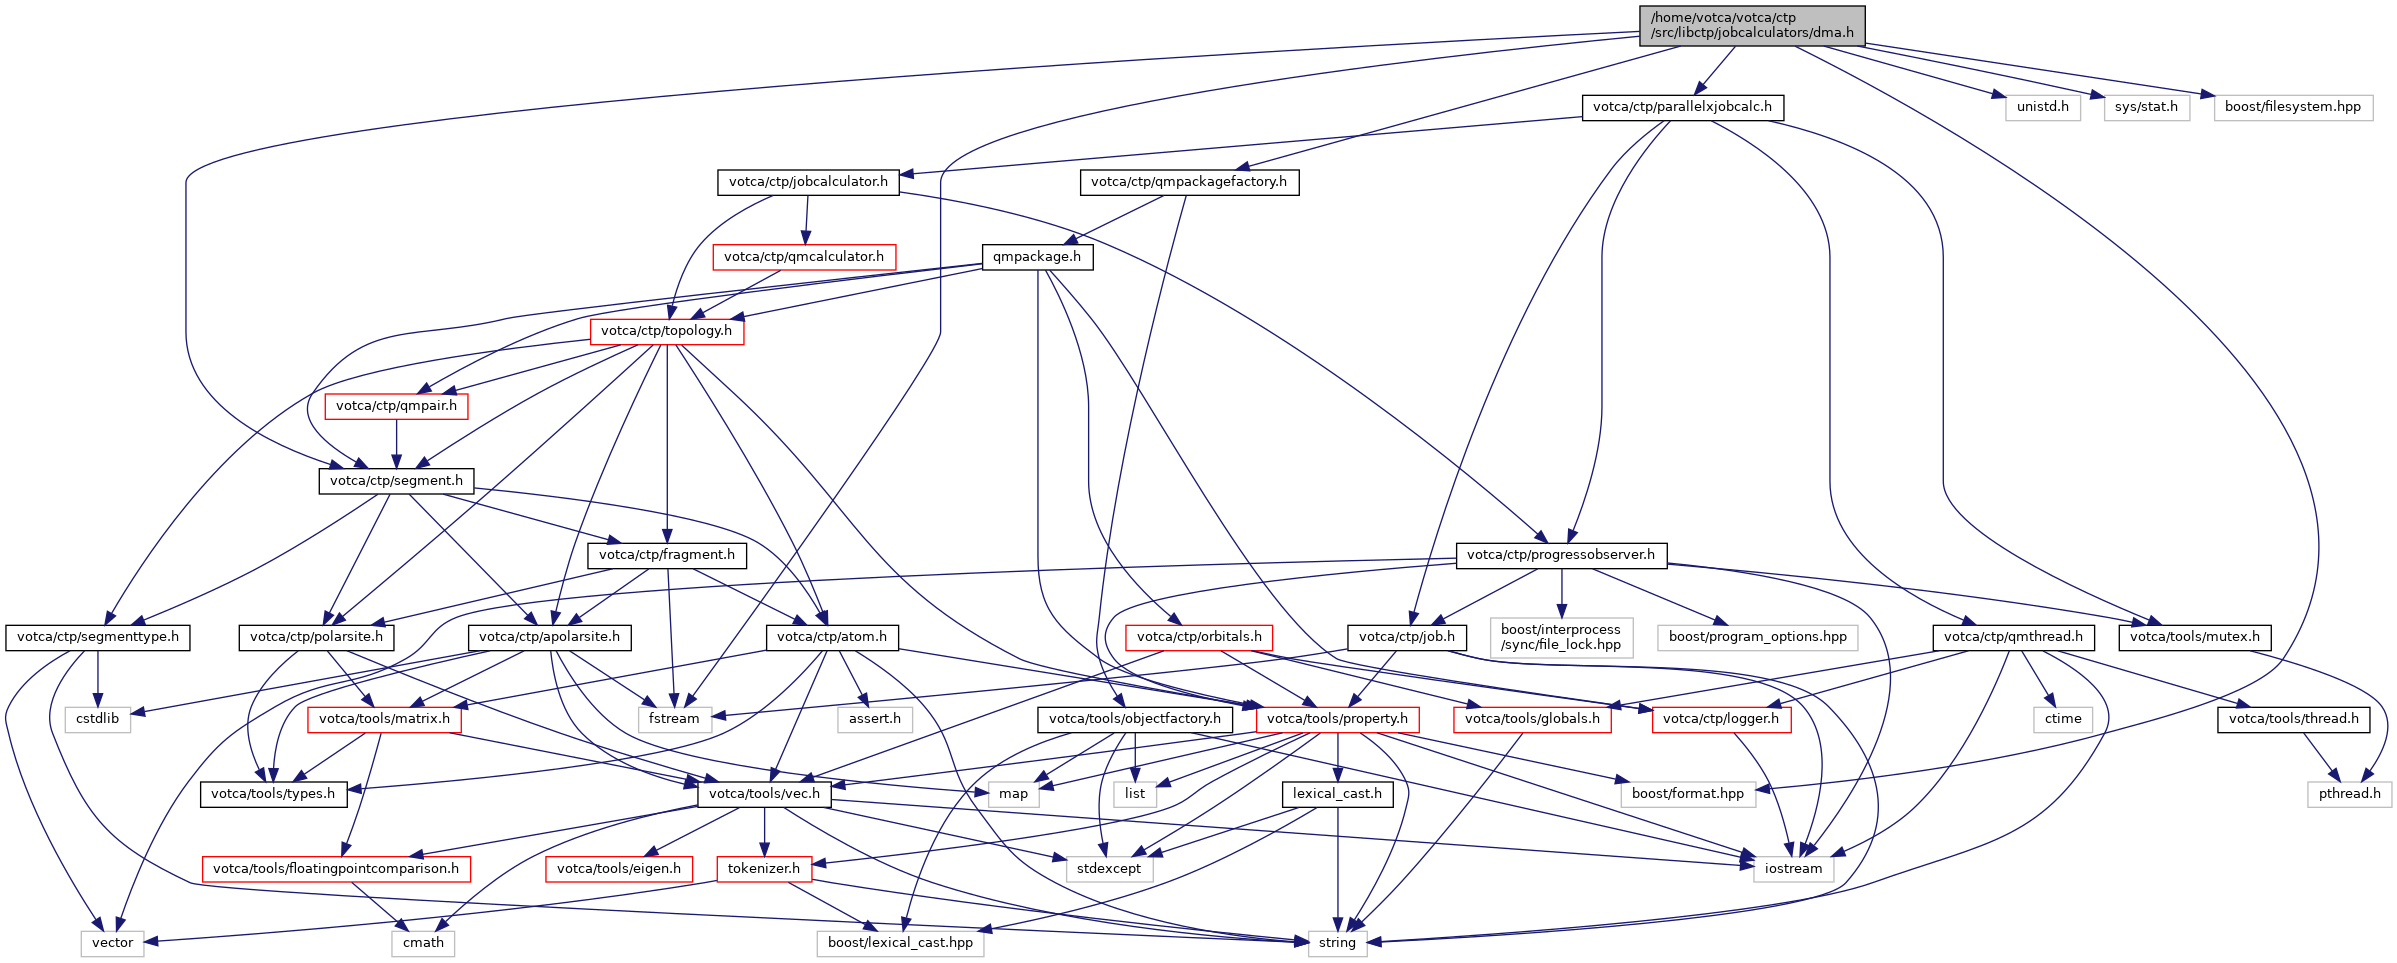 /home/votca/votca/ctp
/src/libctp/jobcalculators/dma.h
votca/ctp/parallelxjobcalc.h
unistd.h
sys/stat.h
boost/filesystem.hpp
votca/ctp/jobcalculator.h
votca/ctp/qmpackagefactory.h
votca/ctp/qmcalculator.h
qmpackage.h
votca/ctp/topology.h
votca/ctp/qmpair.h
votca/ctp/segment.h
votca/ctp/fragment.h
votca/ctp/progressobserver.h
votca/ctp/segmenttype.h
votca/ctp/polarsite.h
votca/ctp/apolarsite.h
votca/ctp/atom.h
votca/ctp/orbitals.h
votca/ctp/job.h
boost/interprocess
/sync/file_lock.hpp
boost/program_options.hpp
votca/ctp/qmthread.h
votca/tools/mutex.h
cstdlib
votca/tools/matrix.h
fstream
assert.h
votca/tools/objectfactory.h
votca/tools/property.h
votca/tools/globals.h
votca/ctp/logger.h
ctime
votca/tools/thread.h
votca/tools/types.h
votca/tools/vec.h
map
list
lexical_cast.h
boost/format.hpp
pthread.h
votca/tools/floatingpointcomparison.h
votca/tools/eigen.h
tokenizer.h
stdexcept
iostream
vector
cmath
boost/lexical_cast.hpp
string